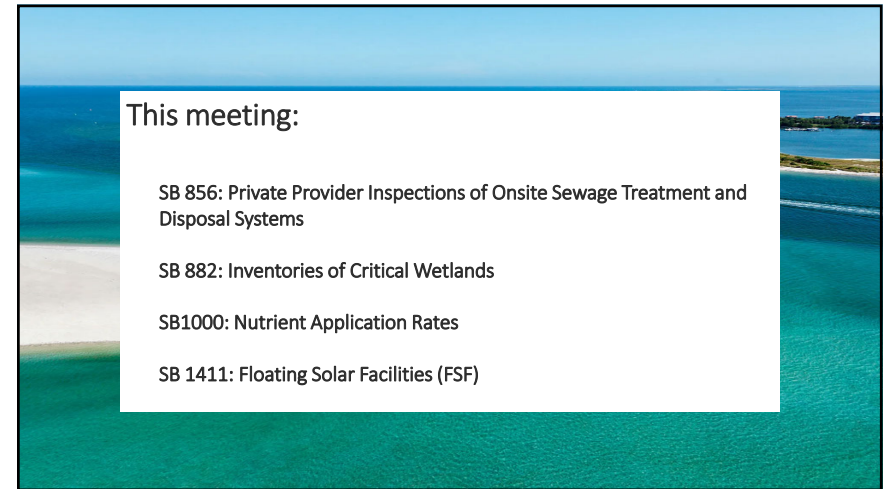 This meeting:
SB 856: Private Provider Inspections of Onsite Sewage Treatment and
Disposal Systems
SB 882: Inventories of Critical Wetlands
SB1000: Nutrient Application Rates
SB 1411: Floating Solar Facilities (FSF)